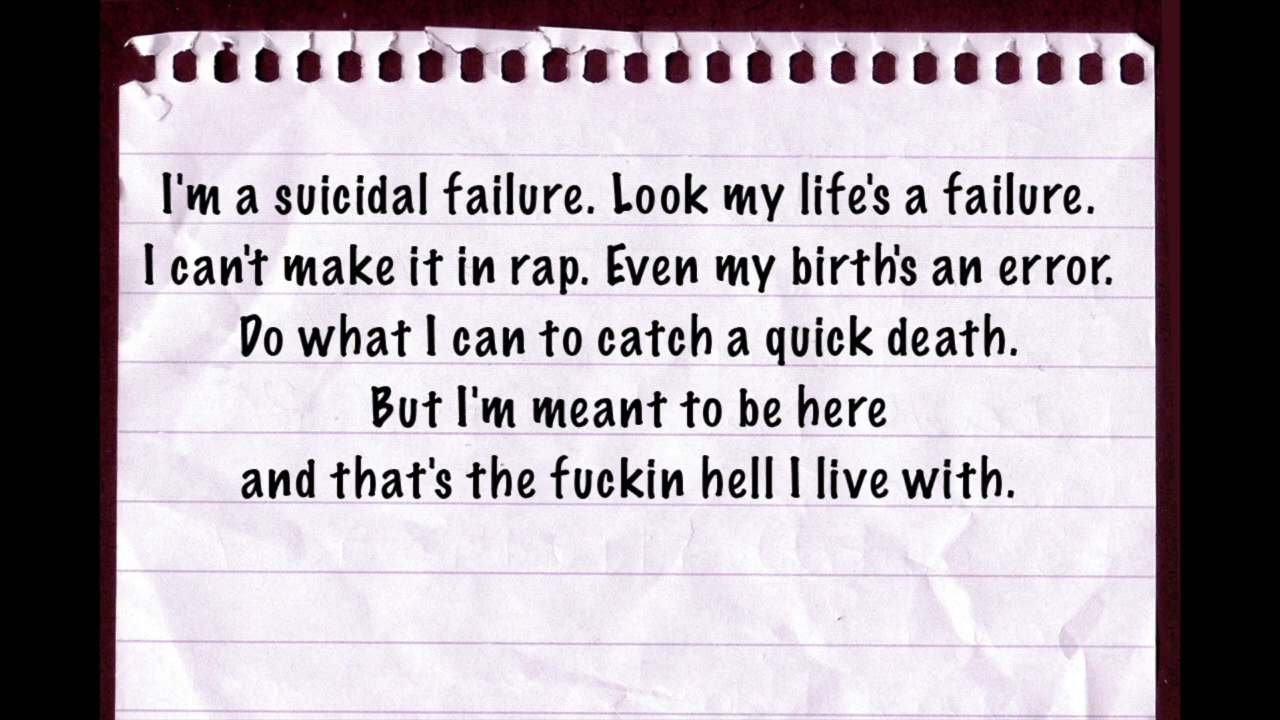 I'm a suicidal failure. Look my life's a failure.
I can't make it in rap. Even my birth's an error.
Do what I can to catch a quick death.
But I'm meant to be here
and that's the fuckin hell I live with.